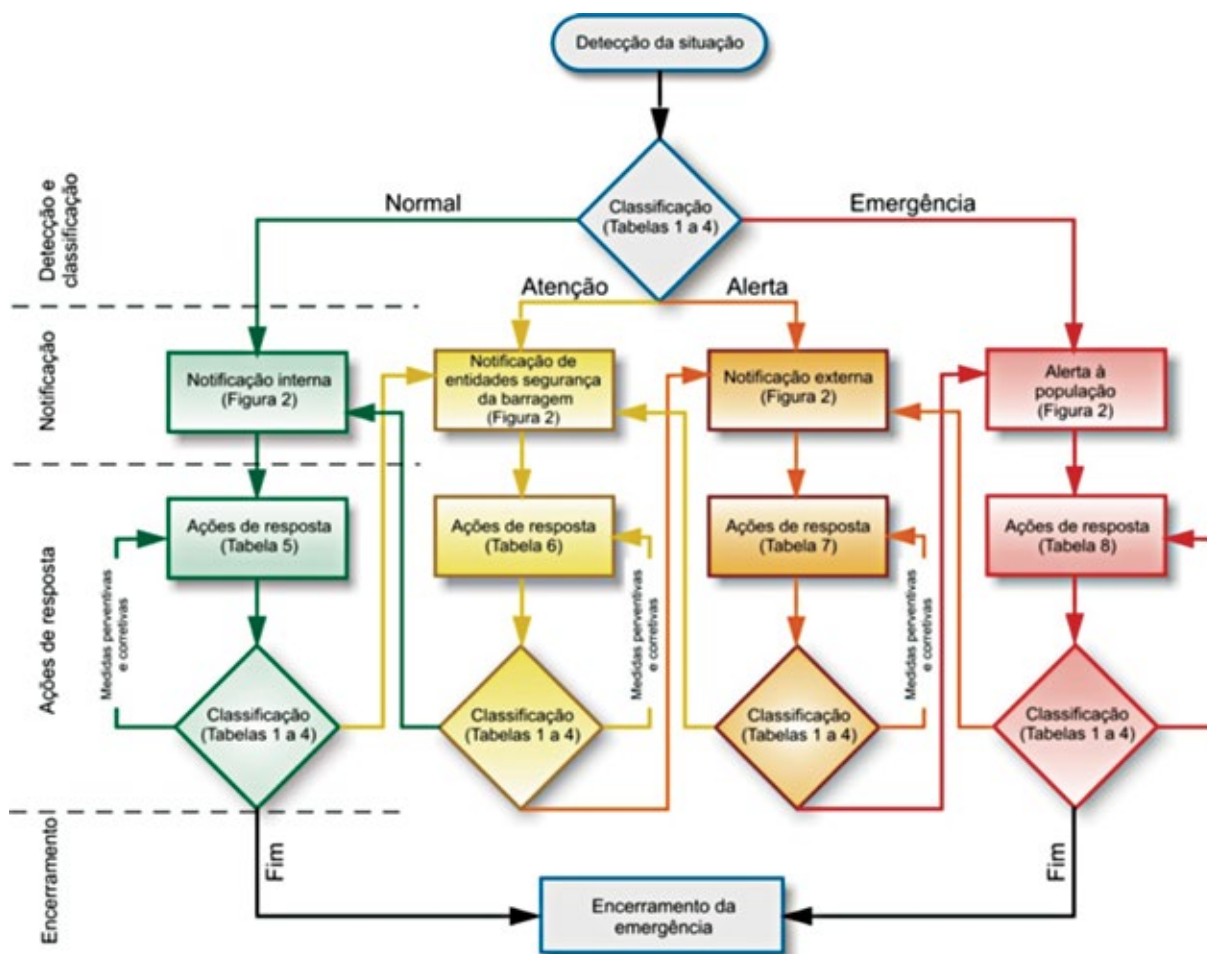 Detecção da situação
Detecção e
classificação
Normal
Classificação
(Tabelas 1 a 4)
Emergência
Atenção
Alerta
Notificação
Notificação interna
(Figura 2)
Notificação de
entidades segurança
da barragem
(Figura 2)
Notificação externa
(Figura 2)
Alerta à
população
(Figura 2)
Ações de resposta
Ações de resposta
(Tabela 5)
Ações de resposta
(Tabela 6)
Ações de resposta
(Tabela 7)
Ações de resposta
(Tabela 8)
Medidas perventivas
e corretivas
Medidas perventivas
e corretivas
Medidas perventivas
e corretivas
Classificação
(Tabelas 1 a 4)
Classificação
(Tabelas 1 a 4)
Classificação
(Tabelas 1 a 4)
Classificação
(Tabelas 1 a 4)
Encerramento
Fim
Fim
Encerramento da
emergência